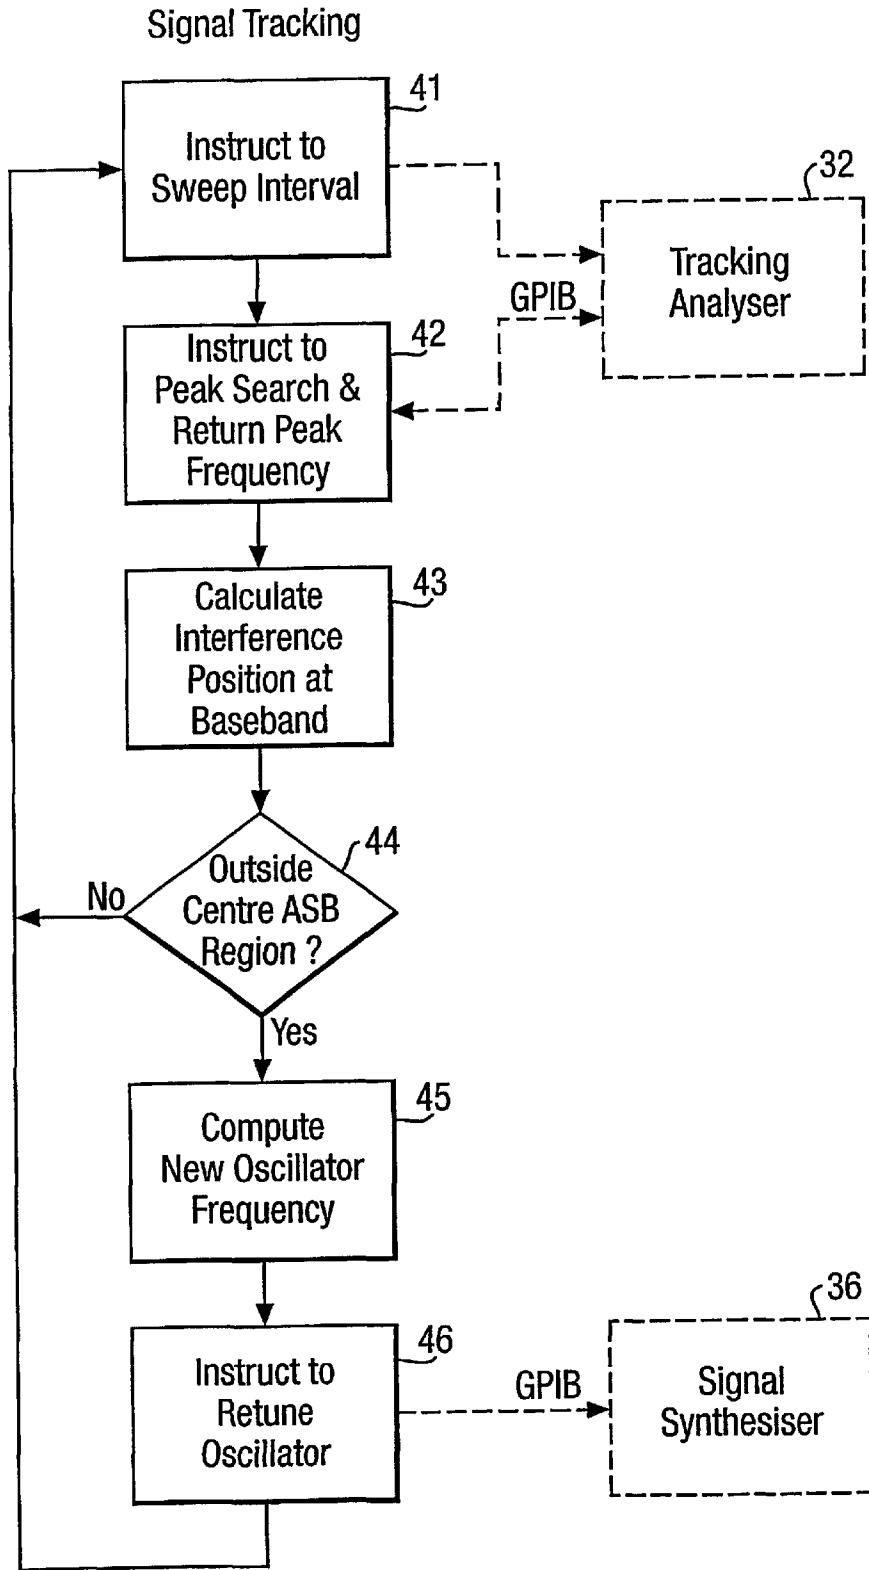 Signal Tracking
41
Instruct to
Sweep Interval
32
Tracking
Analyser
GPIB
42
Instruct to
Peak Search &
Return Peak
Frequency
43
Calculate
Interference
Position at
Baseband
44
Outside
Centre ASB
Region ?
No
Yes
45
Compute
New Oscillator
Frequency
46
Instruct to
Retune
Oscillator
GPIB
36
Signal
Synthesiser